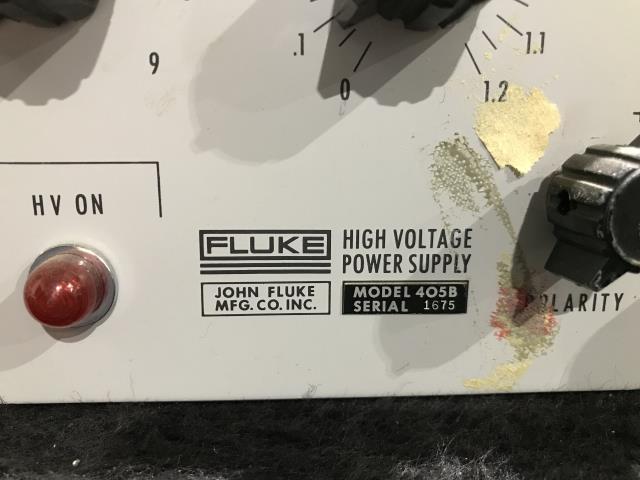 .1
0
1.1
1.2
9
HV ON
FLUKE
HIGH VOLTAGE
POWER SUPPLY
JOHN FLUKE
MFG. CO. INC.
MODEL 405B
SERIAL 1675
POLARITY